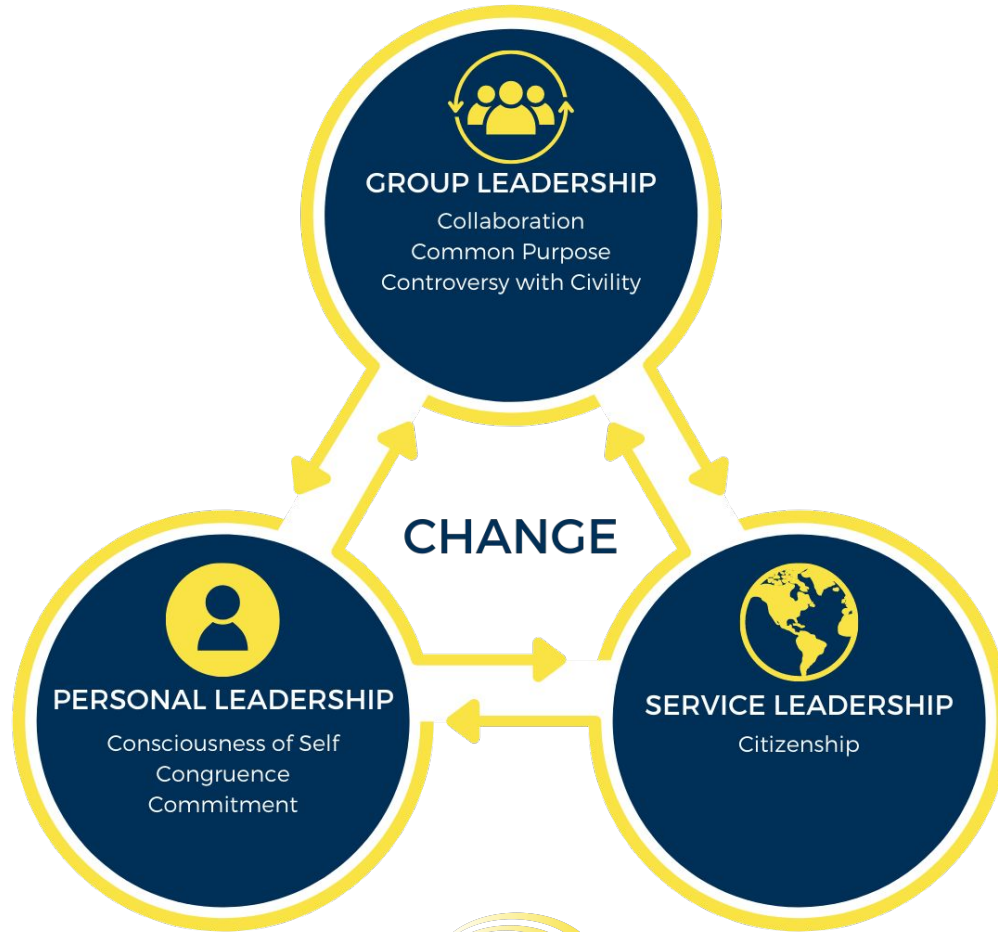 GROUP LEADERSHIP
Collaboration
Common Purpose
Controversy with Civility
CHANGE
PERSONAL LEADERSHIP
Consciousness of Self
Congruence
Commitment
SERVICE LEADERSHIP
Citizenship